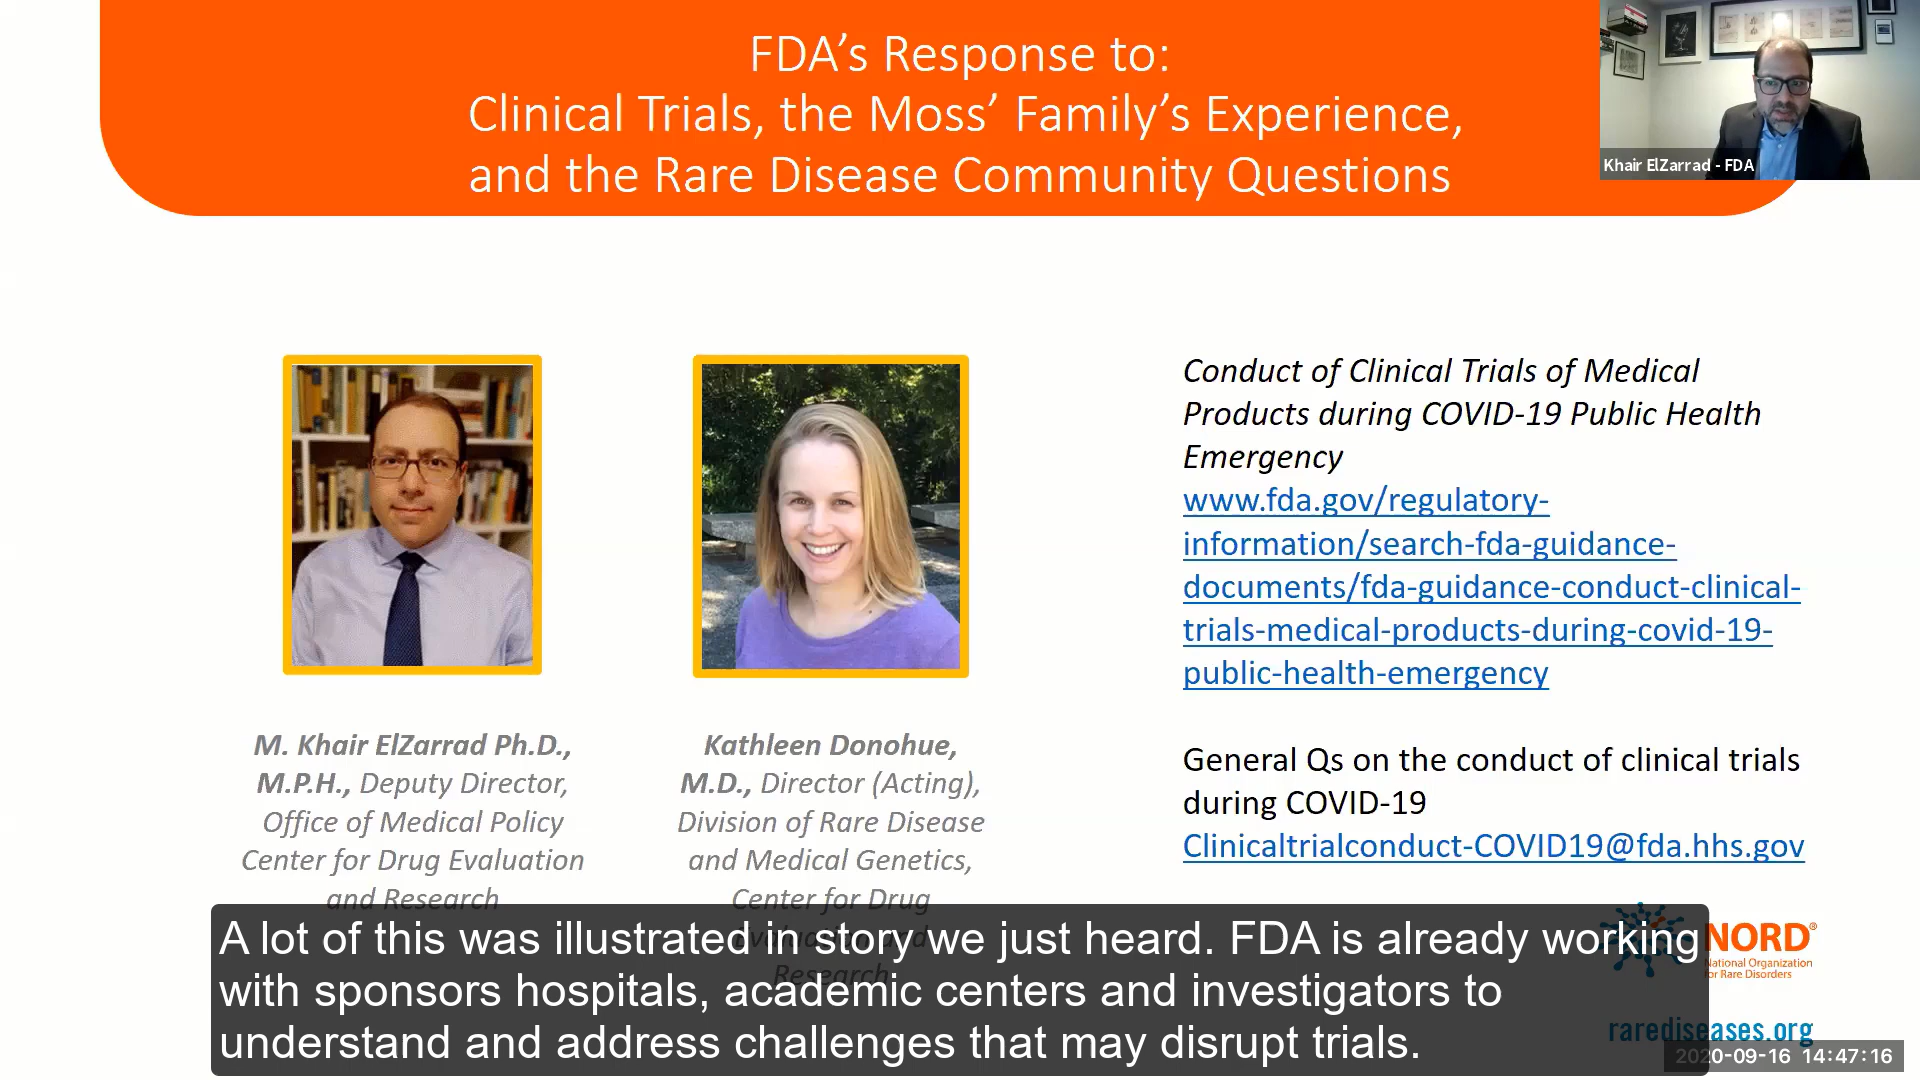 FDA's Response to:
Clinical Trials, the Moss' Family's Experience,
and the Rare Disease Community Questions
Khair ElZarrad - FDA
M. Khair ElZarrad Ph.D.,
M.P.H., Deputy Director,
Office of Medical Policy
Center for Drug Evaluation
and Research
Kathleen Donohue,
M.D., Director (Acting),
Division of Rare Disease
and Medical Genetics,
Center for Drug
Evaluation and
Research
Conduct of Clinical Trials of Medical
Products during COVID-19 Public Health
Emergency
www.fda.gov/regulatory-
information/search-fda-guidance-
documents/fda-guidance-conduct-clinical-
trials-medical-products-during-covid-19-
public-health-emergency
General Qs on the conduct of clinical trials
during COVID-19
Clinicaltrialconduct-COVID19@fda.hhs.gov
A lot of this was illustrated in story we just heard. FDA is already working
with sponsors hospitals, academic centers and investigators to
understand and address challenges that may disrupt trials.
NORD®
National Organization
for Rare Disorders
rarediseases.org
2020-09-16 14:47:16